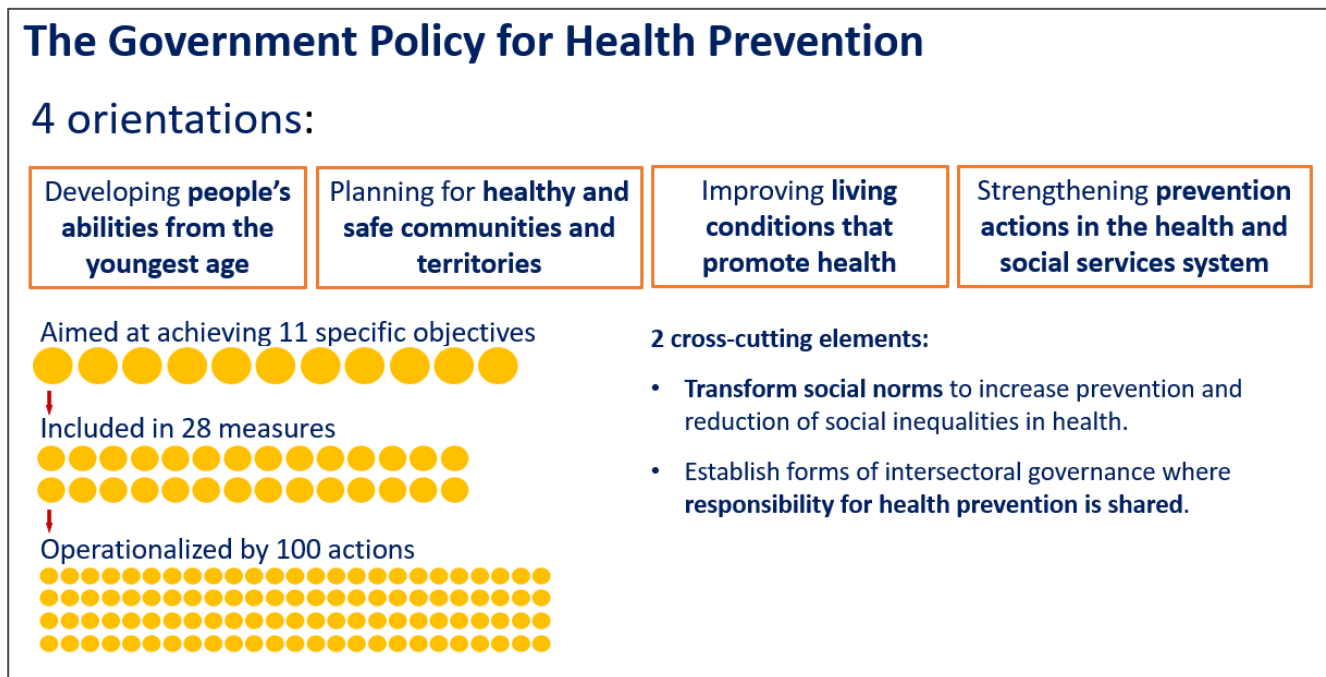 The Government Policy for Health Prevention
4 orientations:
Developing people's
abilities from the
youngest age
Planning for healthy and
safe communities and
territories
Improving living
conditions that
promote health
Strengthening prevention
actions in the health and
social services system
Aimed at achieving 11 specific objectives
Included in 28 measures
Operationalized by 100 actions
2 cross-cutting elements:
• Transform social norms to increase prevention and
reduction of social inequalities in health.
• Establish forms of intersectoral governance where
responsibility for health prevention is shared.